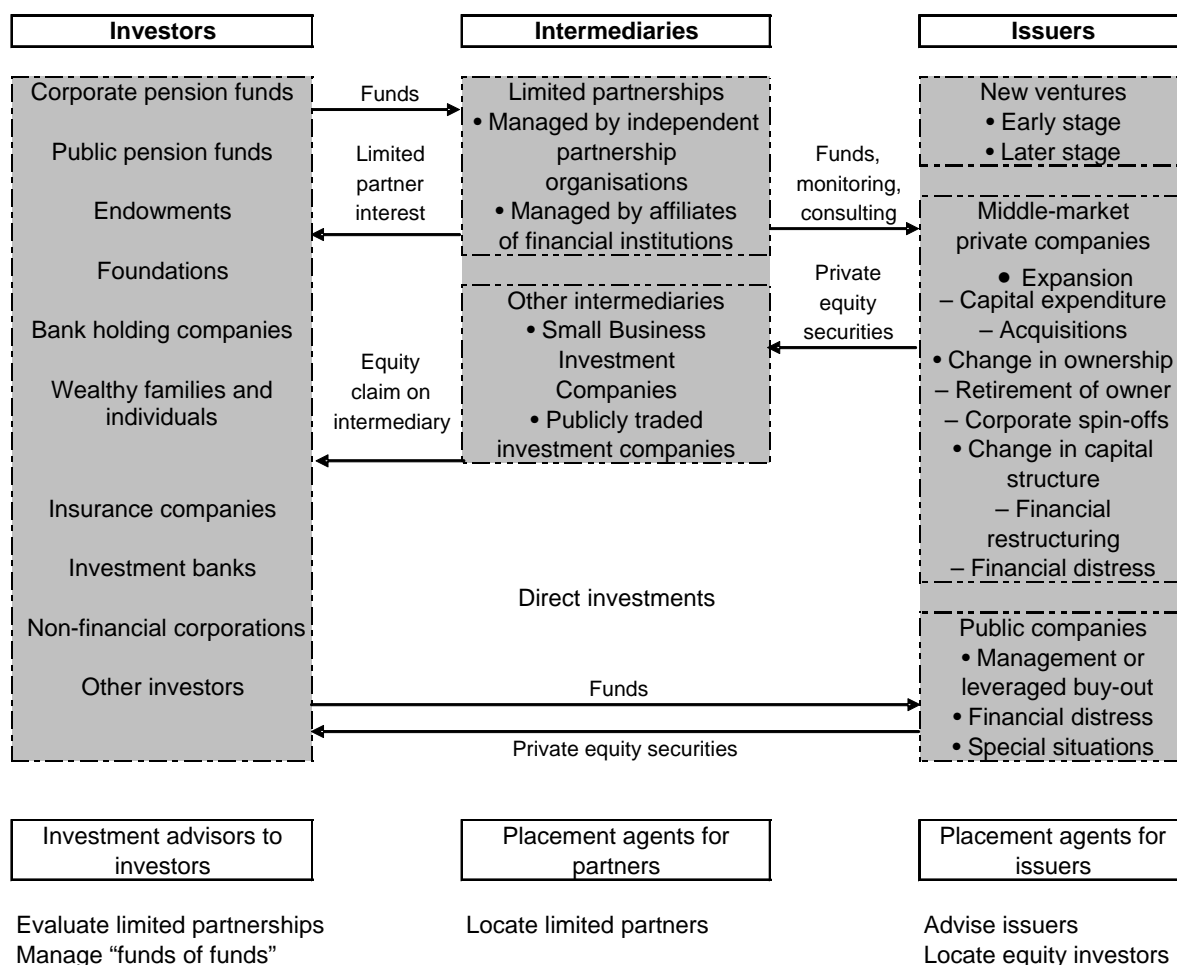 Investors
Intermediaries
Issuers
Corporate pension funds
Public pension funds
Endowments
Foundations
Bank holding companies
Wealthy families and
individuals
Insurance companies
Investment banks
Non-financial corporations
Other investors
Funds
Limited
partner
interest
Equity
claim on
intermediary
Limited partnerships
• Managed by independent
partnership
organisations
• Managed by affiliates
of financial institutions
Other intermediaries
• Small Business
Investment
Companies
• Publicly traded
investment companies
Funds,
monitoring,
consulting
Private
equity
securities
New ventures
• Early stage
• Later stage
Middle-market
private companies
• Expansion
– Capital expenditure
– Acquisitions
• Change in ownership
– Retirement of owner
– Corporate spin-offs
• Change in capital
structure
– Financial
restructuring
– Financial distress
Public companies
• Management or
leveraged buy-out
• Financial distress
• Special situations
Direct investments
Funds
Private equity securities
Investment advisors to
investors
Evaluate limited partnerships
Manage “funds of funds”
Placement agents for
partners
Locate limited partners
Placement agents for
issuers
Advise issuers
Locate equity investors